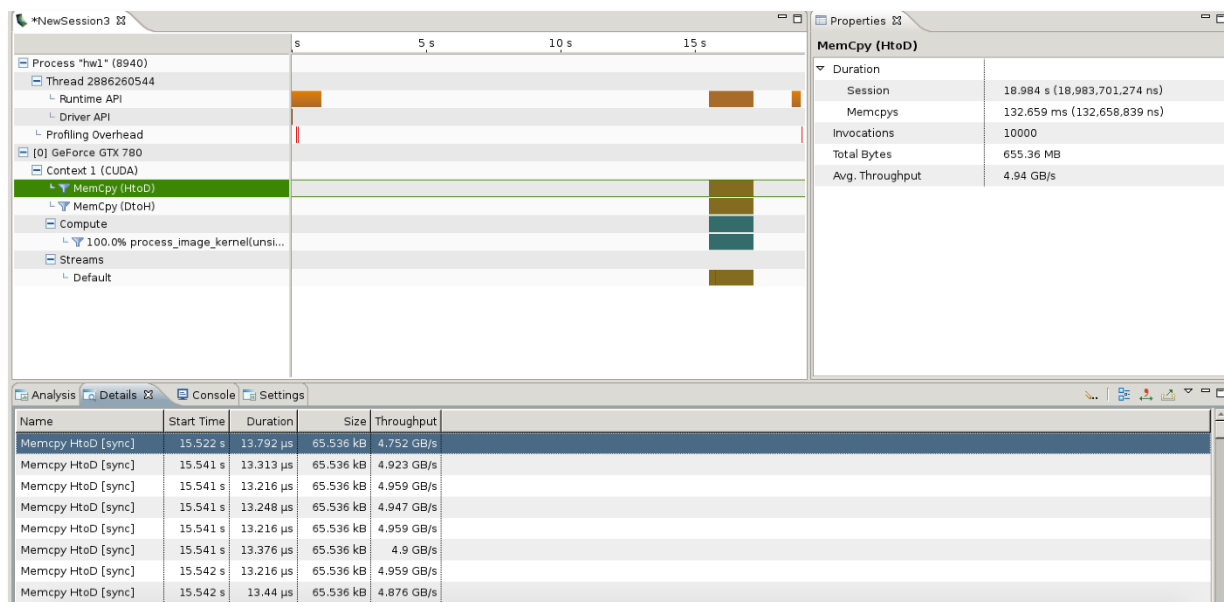 *NewSession3
s 5 s 10 s 15 s
Process "hw1" (8940)
Thread 2886260544
Runtime API
Driver API
Profiling Overhead
[0] GeForce GTX 780
Context 1 (CUDA)
MemCpy (HtoD)
MemCpy (DtoH)
Compute
100.0% process_image_kernel(unsi...
Streams
Default
Properties
MemCpy (HtoD)
Duration
Session 18.984 s (18,983,701,274 ns)
Memcpys 132.659 ms (132,658,839 ns)
Invocations 10000
Total Bytes 655.36 MB
Avg. Throughput 4.94 GB/s
Analysis Details Console Settings
Name Start Time Duration Size Throughput
Memcpy HtoD [sync] 15.522 s 13.792 µs 65.536 kB 4.752 GB/s
Memcpy HtoD [sync] 15.541 s 13.313 µs 65.536 kB 4.923 GB/s
Memcpy HtoD [sync] 15.541 s 13.216 µs 65.536 kB 4.959 GB/s
Memcpy HtoD [sync] 15.541 s 13.248 µs 65.536 kB 4.947 GB/s
Memcpy HtoD [sync] 15.541 s 13.216 µs 65.536 kB 4.959 GB/s
Memcpy HtoD [sync] 15.541 s 13.376 µs 65.536 kB 4.9 GB/s
Memcpy HtoD [sync] 15.542 s 13.216 µs 65.536 kB 4.959 GB/s
Memcpy HtoD [sync] 15.542 s 13.44 µs 65.536 kB 4.876 GB/s